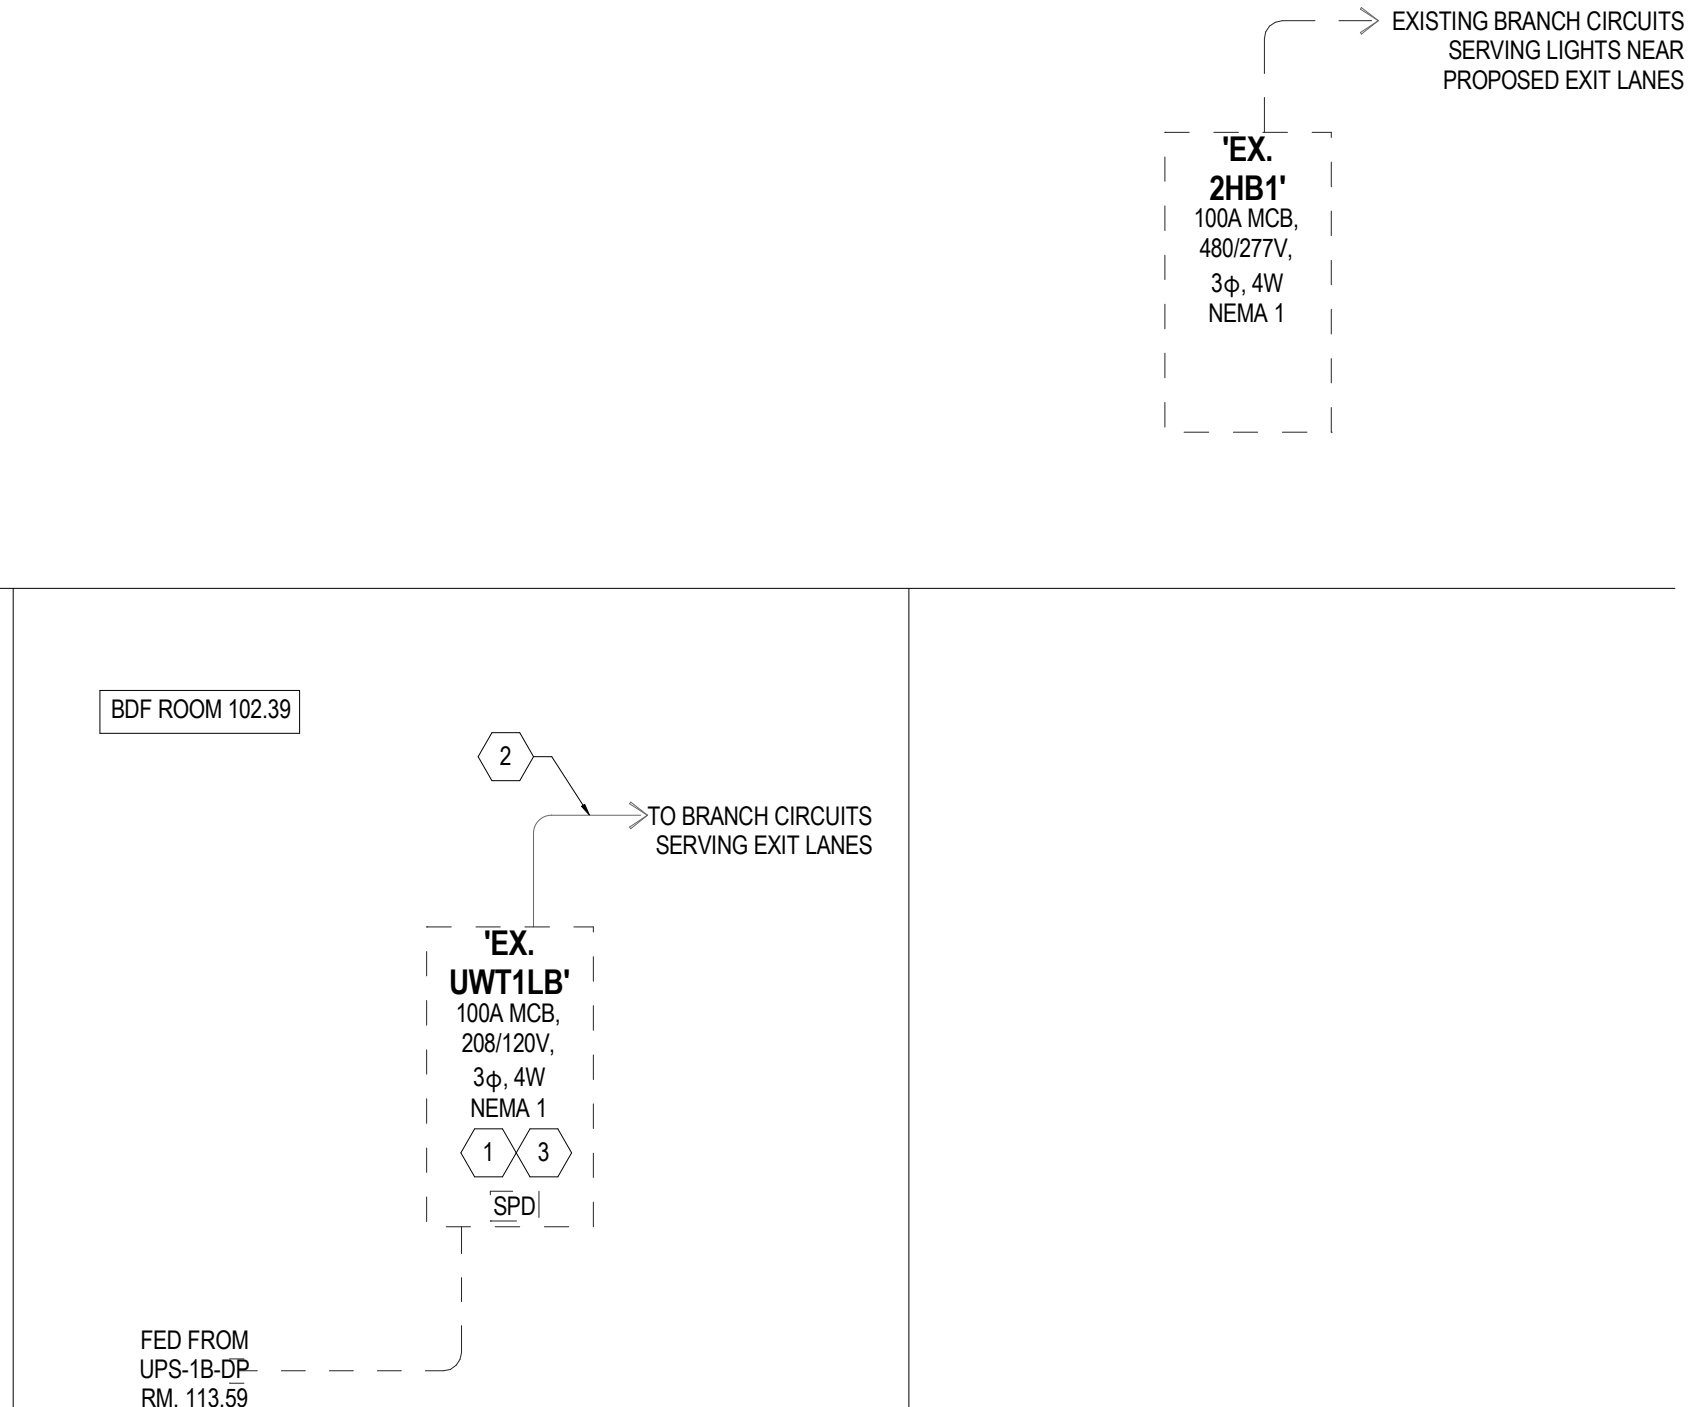 EXISTING BRANCH CIRCUITS
SERVING LIGHTS NEAR
PROPOSED EXIT LANES
'EX.
2HB1'
100A MCB,
480/277V,
3ϕ, 4W
NEMA 1
BDF ROOM 102.39
2
TO BRANCH CIRCUITS
SERVING EXIT LANES
'EX.
UWT1LB'
100A MCB,
208/120V,
3ϕ, 4W
NEMA 1
1 3
SPD
FED FROM
UPS-1B-DP
RM. 113.59